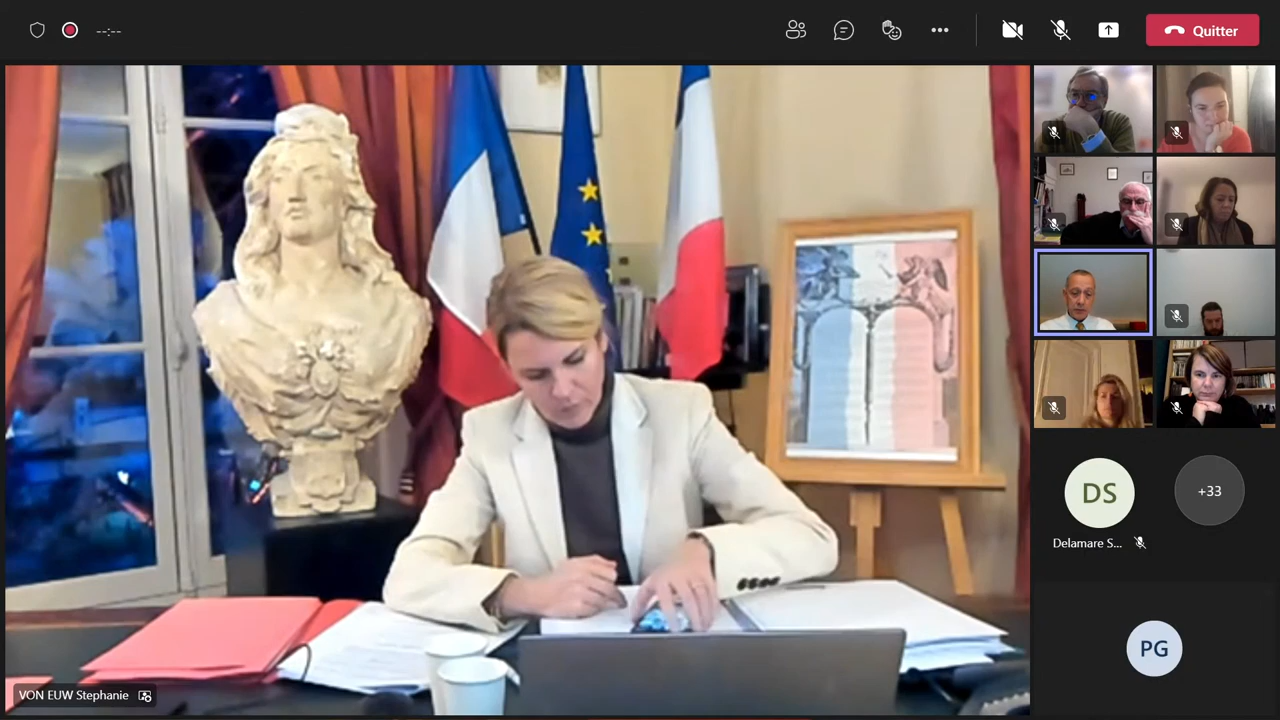 --:--
Quitter
VON EUW Stephanie
DS
+33
Delamare S...
PG